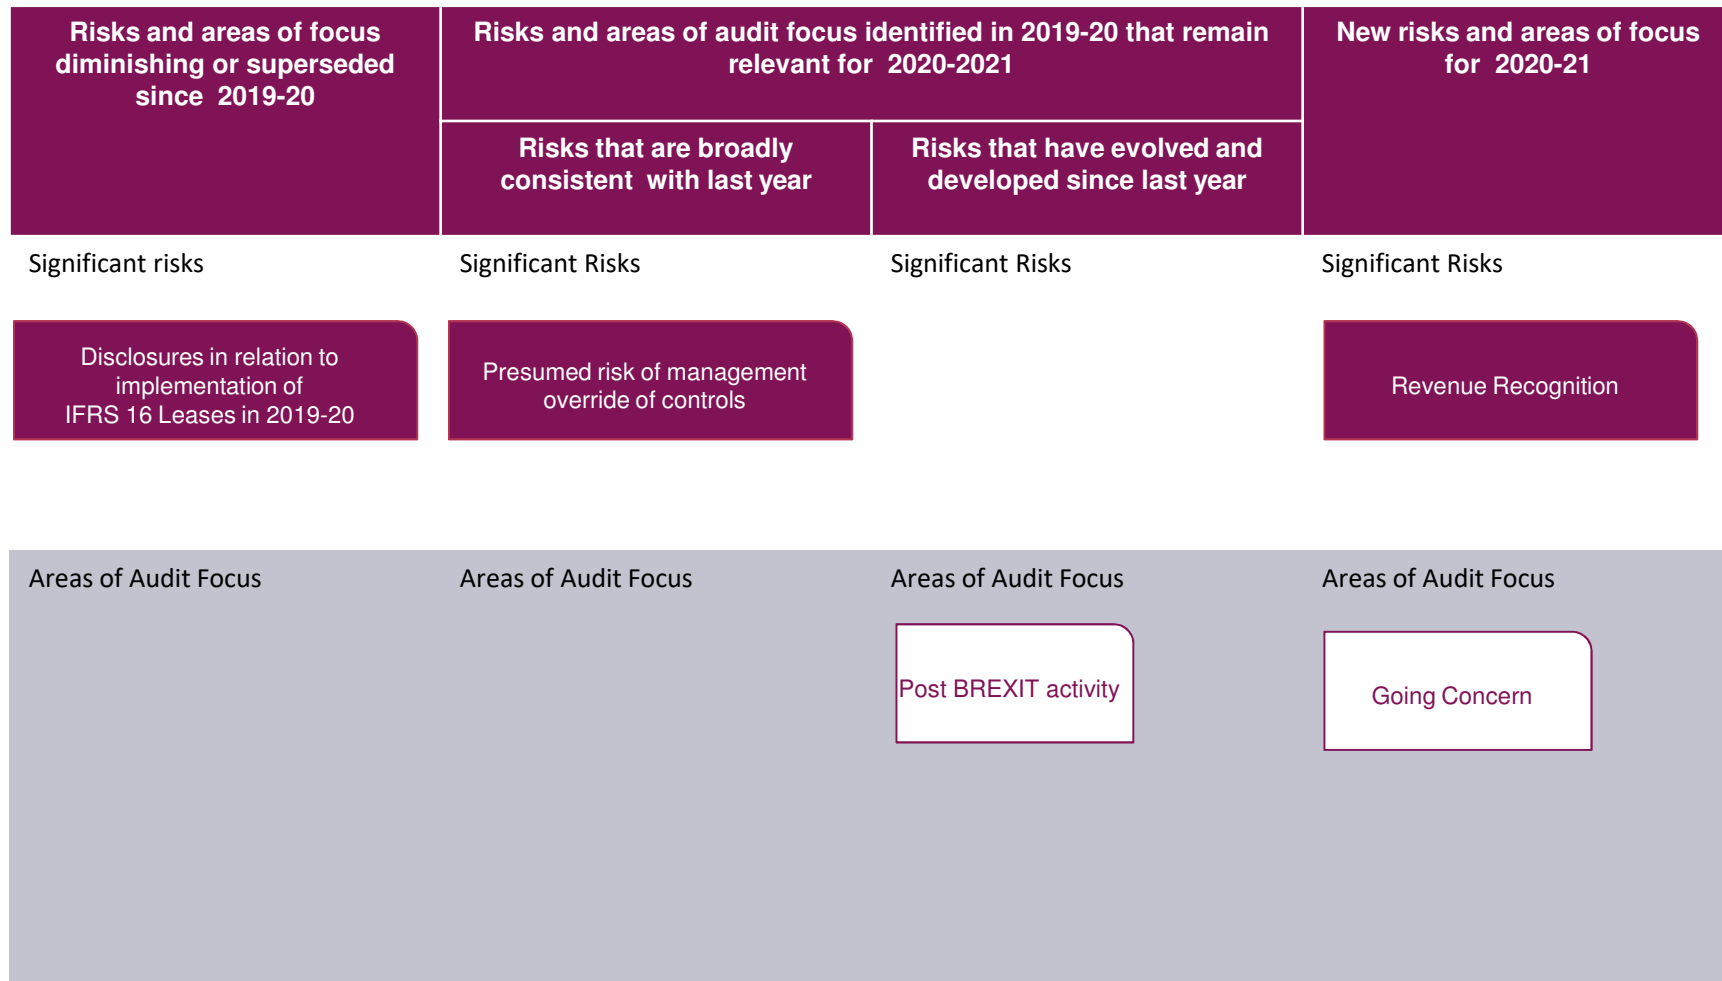 Risks and areas of focus
diminishing or superseded
since 2019-20
Risks and areas of audit focus identified in 2019-20 that remain
relevant for 2020-2021
New risks and areas of focus
for 2020-21
Risks that are broadly
consistent with last year
Risks that have evolved and
developed since last year
Significant risks
Significant Risks
Significant Risks
Significant Risks
Disclosures in relation to
implementation of
IFRS 16 Leases in 2019-20
Presumed risk of management
override of controls
Revenue Recognition
Areas of Audit Focus
Areas of Audit Focus
Areas of Audit Focus
Areas of Audit Focus
Post BREXIT activity
Going Concern